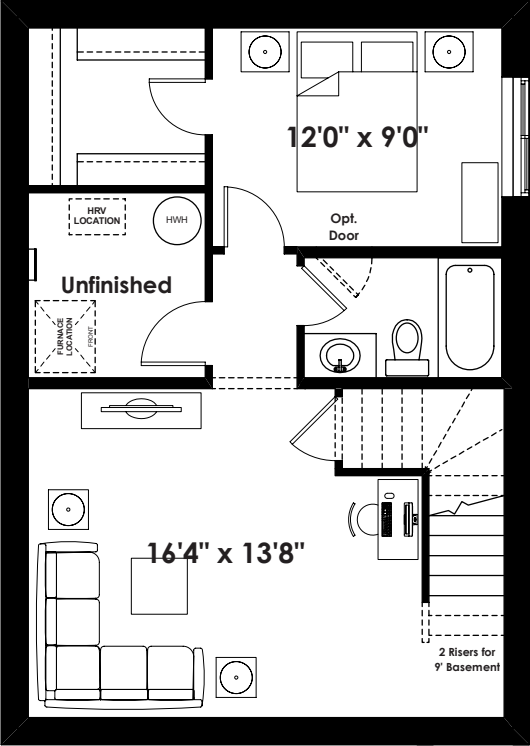 12'0" x 9'0"
Opt.
Door
HRV
LOCATION
HWH
Unfinished
FURNACE
LOCATION
FRONT
16'4" x 13'8"
2 Risers for
9' Basement